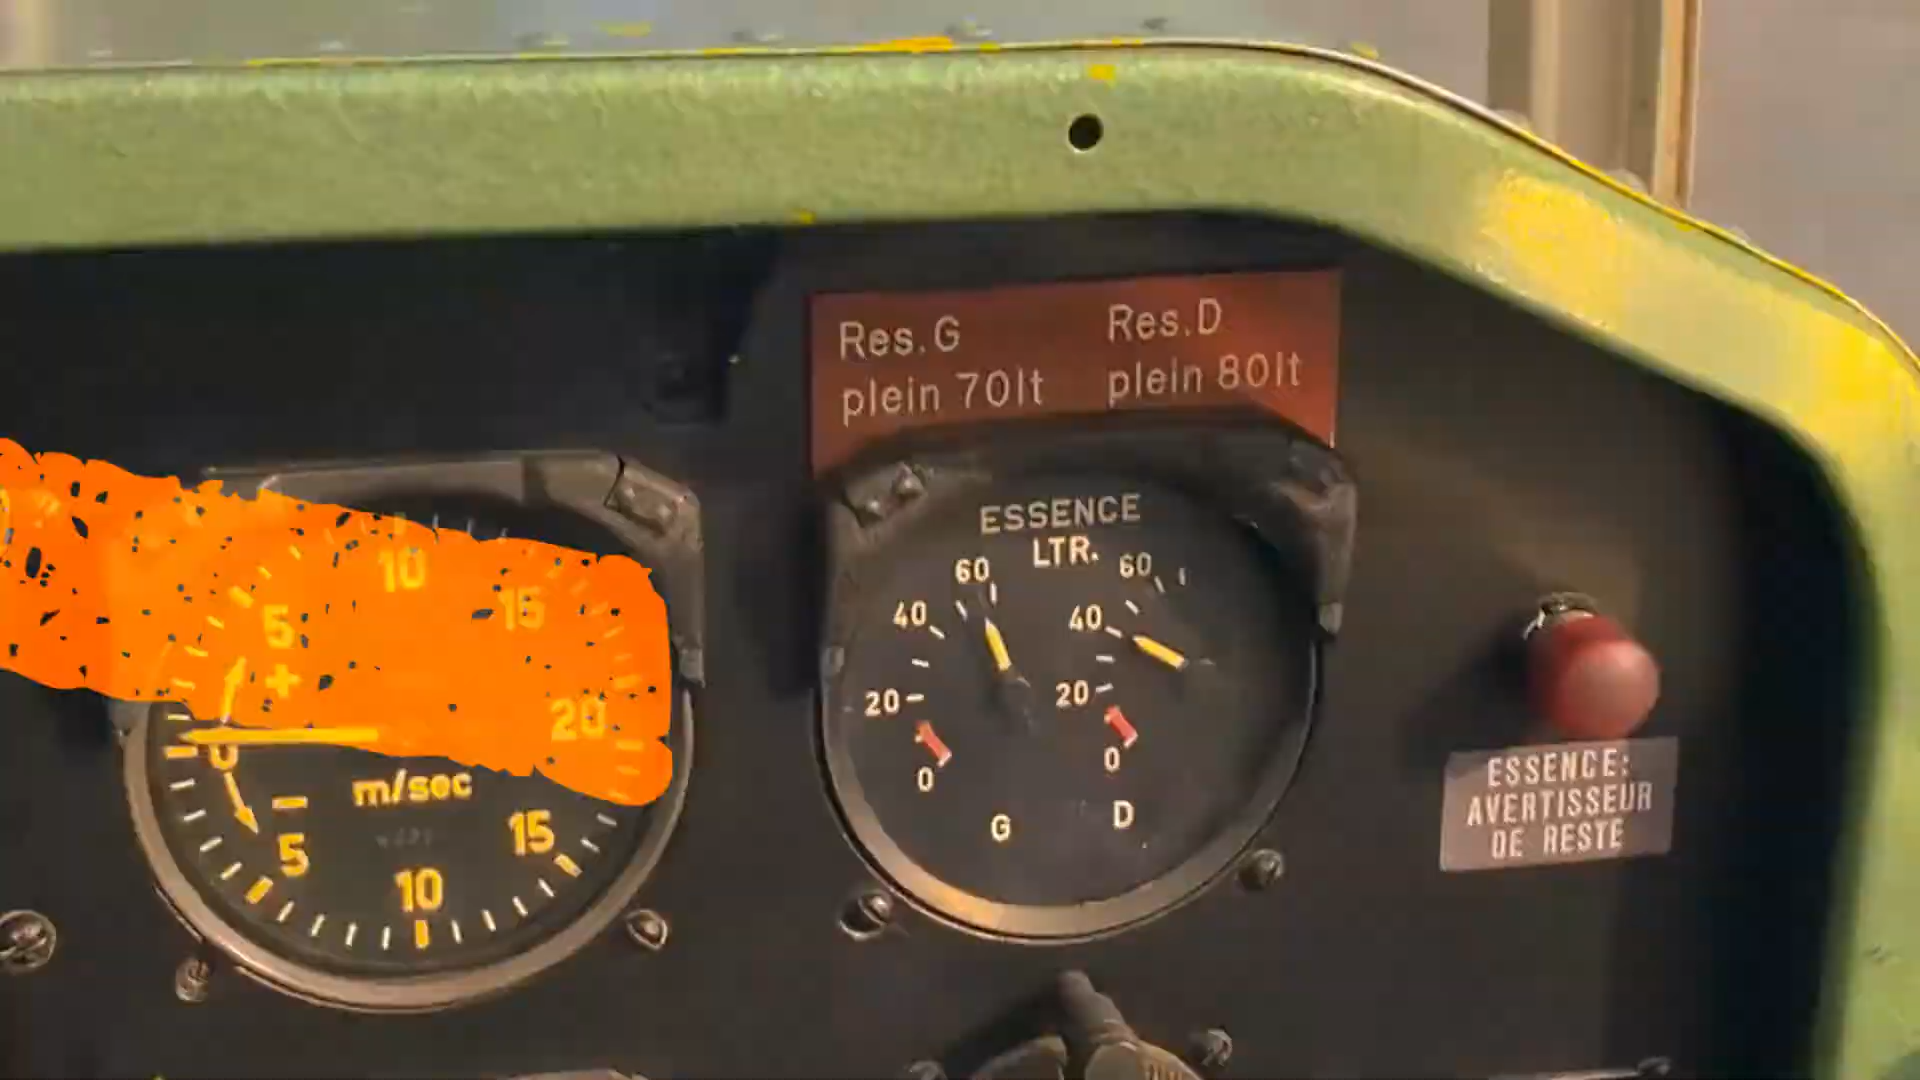 Res.G Res.D
plein 70lt plein 80lt
ESSENCE
LTR.
60 60
40 40
20 20
0 0
G D
10
5 15
+
20
0
m/sec
-
5 15
10
ESSENCE:
AVERTISSEUR
DE RESTE